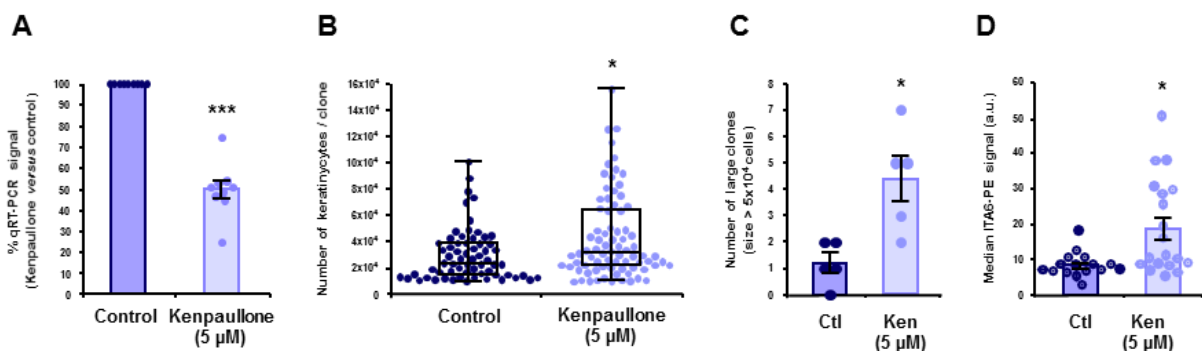 A
% qRT-PCR signal
(Kenpaullone versus control)
100
90
80
70
60
50
40
30
20
10
0
***
Control
Kenpaullone
(5 µM)
B
Number of keratinycytes / clone
16x10⁴
14x10⁴
12x10⁴
10x10⁴
8x10⁴
6x10⁴
4x10⁴
2x10⁴
0
*
Control
Kenpaullone
(5 µM)
C
Number of large clones
(size > 5x10⁴ cells)
8
7
6
5
4
3
2
1
0
*
Ctl
Ken
(5 µM)
D
Median ITA6-PE signal (a.u.)
60
50
40
30
20
10
0
*
Ctl
Ken
(5 µM)